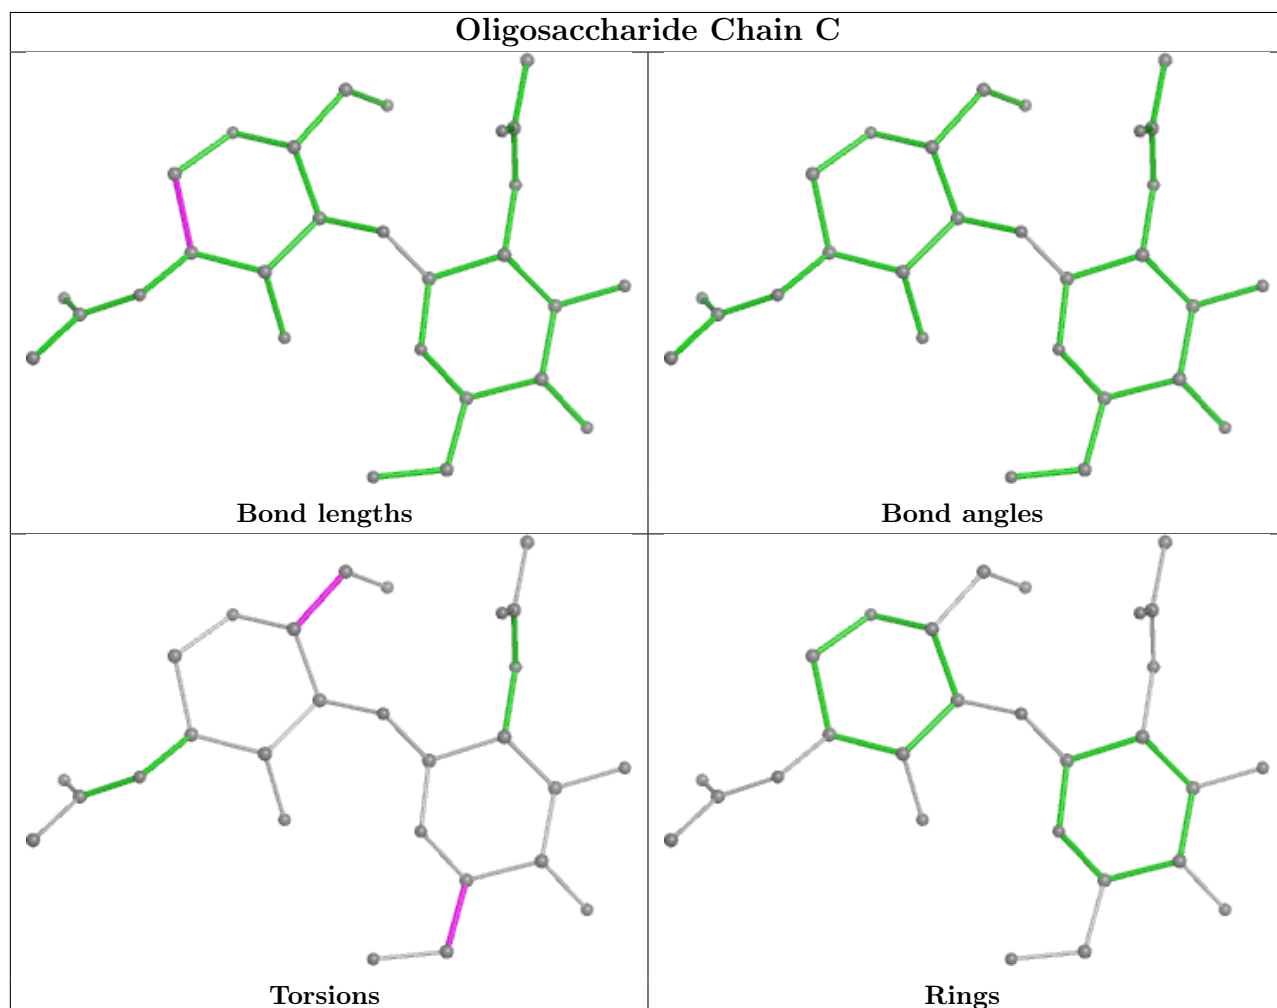 Oligosaccharide Chain C
Bond lengths
Bond angles
Torsions
Rings